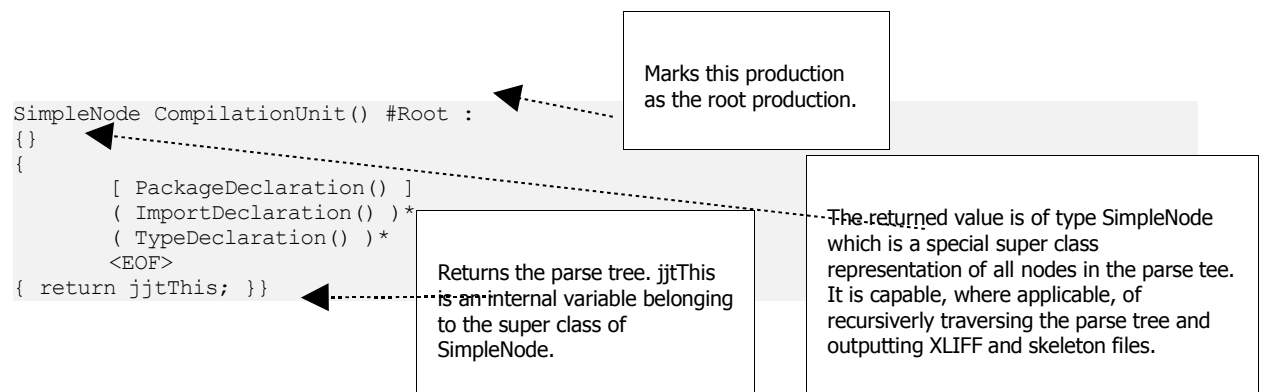 Marks this production
as the root production.
SimpleNode CompilationUnit() #Root :
{}
{
[ PackageDeclaration() ]
( ImportDeclaration() )*
( TypeDeclaration() )*
<EOF>
{ return jjtThis; }}
Returns the parse tree. jjtThis
is an internal variable belonging
to the super class of
SimpleNode.
The returned value is of type SimpleNode
which is a special super class
representation of all nodes in the parse tee.
It is capable, where applicable, of
recursiverly traversing the parse tree and
outputting XLIFF and skeleton files.